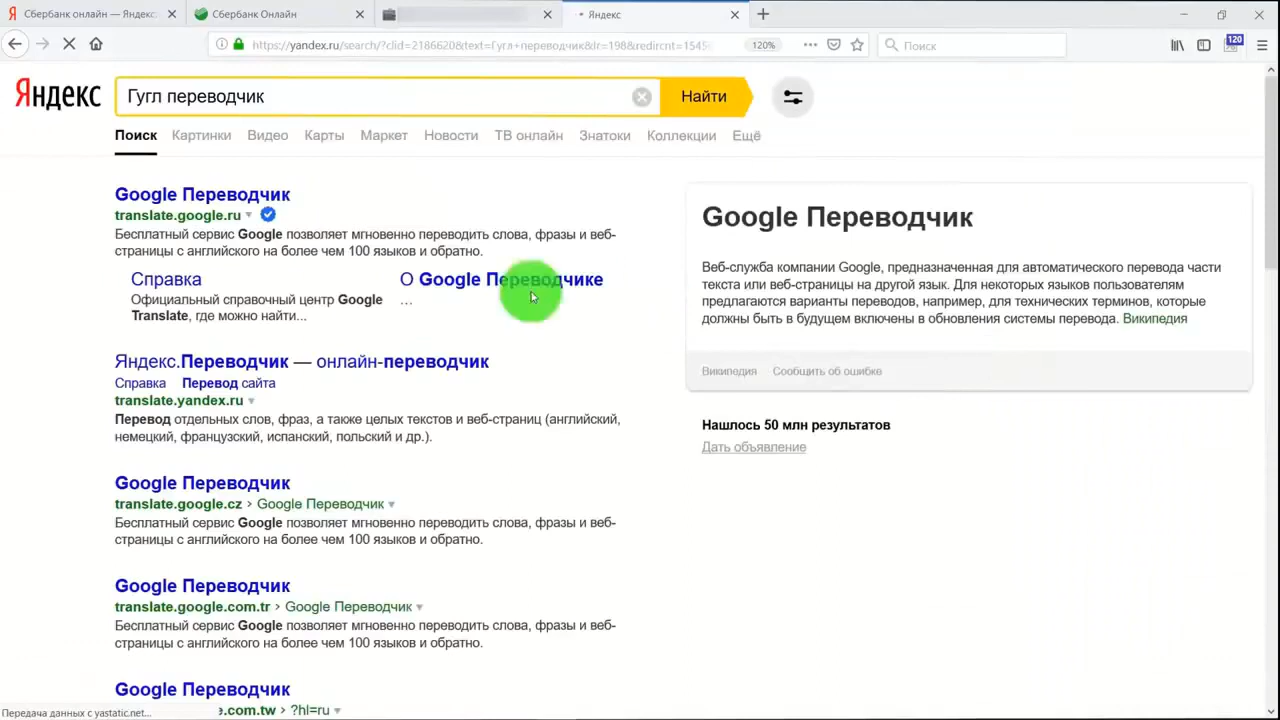 Сбербанк онлайн — Яндекс
Сбербанк Онлайн
Яндекс
https://yandex.ru/search/?clid=2186620&text=Гугл+переводчик&lr=198&redircnt=1545
120%
Поиск
120
Яндекс
Гугл переводчик
Найти
Поиск Картинки Видео Карты Маркет Новости ТВ онлайн Знатоки Коллекции Ещё
Google Переводчик
translate.google.ru
Бесплатный сервис Google позволяет мгновенно переводить слова, фразы и веб-
страницы с английского на более чем 100 языков и обратно.
Справка
Официальный справочный центр Google
Translate, где можно найти...
О Google Переводчике
...
Яндекс.Переводчик — онлайн-переводчик
Справка Перевод сайта
translate.yandex.ru
Перевод отдельных слов, фраз, а также целых текстов и веб-страниц (английский,
немецкий, французский, испанский, польский и др.).
Google Переводчик
translate.google.cz › Google Переводчик
Бесплатный сервис Google позволяет мгновенно переводить слова, фразы и веб-
страницы с английского на более чем 100 языков и обратно.
Google Переводчик
translate.google.com.tr › Google Переводчик
Бесплатный сервис Google позволяет мгновенно переводить слова, фразы и веб-
страницы с английского на более чем 100 языков и обратно.
Google Переводчик
e.com.tw › ?hl=ru
Передача данных с yastatic.net...
Google Переводчик
Веб-служба компании Google, предназначенная для автоматического перевода части
текста или веб-страницы на другой язык. Для некоторых языков пользователям
предлагаются варианты переводов, например, для технических терминов, которые
должны быть в будущем включены в обновления системы перевода. Википедия
Википедия Сообщить об ошибке
Нашлось 50 млн результатов
Дать объявление